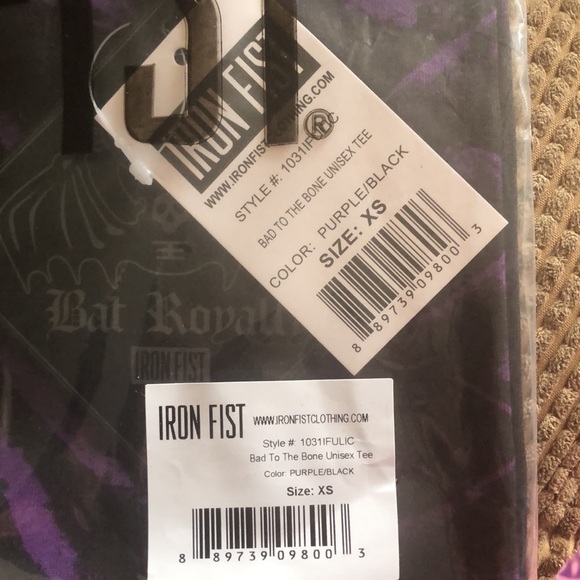 IST®
IRON FIST
WWW.IRONFISTCLOTHING.COM
STYLE #: 1031IFULIC
BAD TO THE BONE UNISEX TEE
COLOR: PURPLE/BLACK
SIZE: XS
8 89739 09800 3
Bat Royalt
IRON FIST
IRON FIST WWW.IRONFISTCLOTHING.COM
Style #: 1031IFULIC
Bad To The Bone Unisex Tee
Color: PURPLE/BLACK
Size: XS
8 89739 09800 3